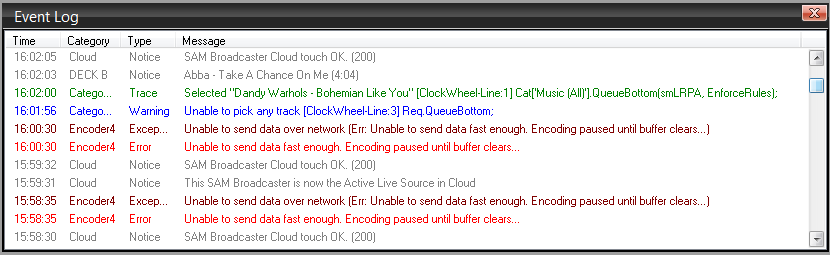 Event Log
Time Category Type Message
16:02:05 Cloud Notice SAM Broadcaster Cloud touch OK. (200)
16:02:03 DECK B Notice Abba - Take A Chance On Me (4:04)
16:02:00 Catego... Trace Selected "Dandy Warhols - Bohemian Like You" [ClockWheel-Line:1] Cat['Music (All)'].QueueBottom(smLRPA, EnforceRules);
16:01:56 Catego... Warning Unable to pick any track [ClockWheel-Line:3] Req.QueueBottom;
16:00:30 Encoder4 Excep... Unable to send data over network (Err: Unable to send data fast enough. Encoding paused until buffer clears...)
16:00:30 Encoder4 Error Unable to send data fast enough. Encoding paused until buffer clears...
15:59:32 Cloud Notice SAM Broadcaster Cloud touch OK. (200)
15:59:31 Cloud Notice This SAM Broadcaster is now the Active Live Source in Cloud
15:58:35 Encoder4 Excep... Unable to send data over network (Err: Unable to send data fast enough. Encoding paused until buffer clears...)
15:58:35 Encoder4 Error Unable to send data fast enough. Encoding paused until buffer clears...
15:58:30 Cloud Notice SAM Broadcaster Cloud touch OK. (200)